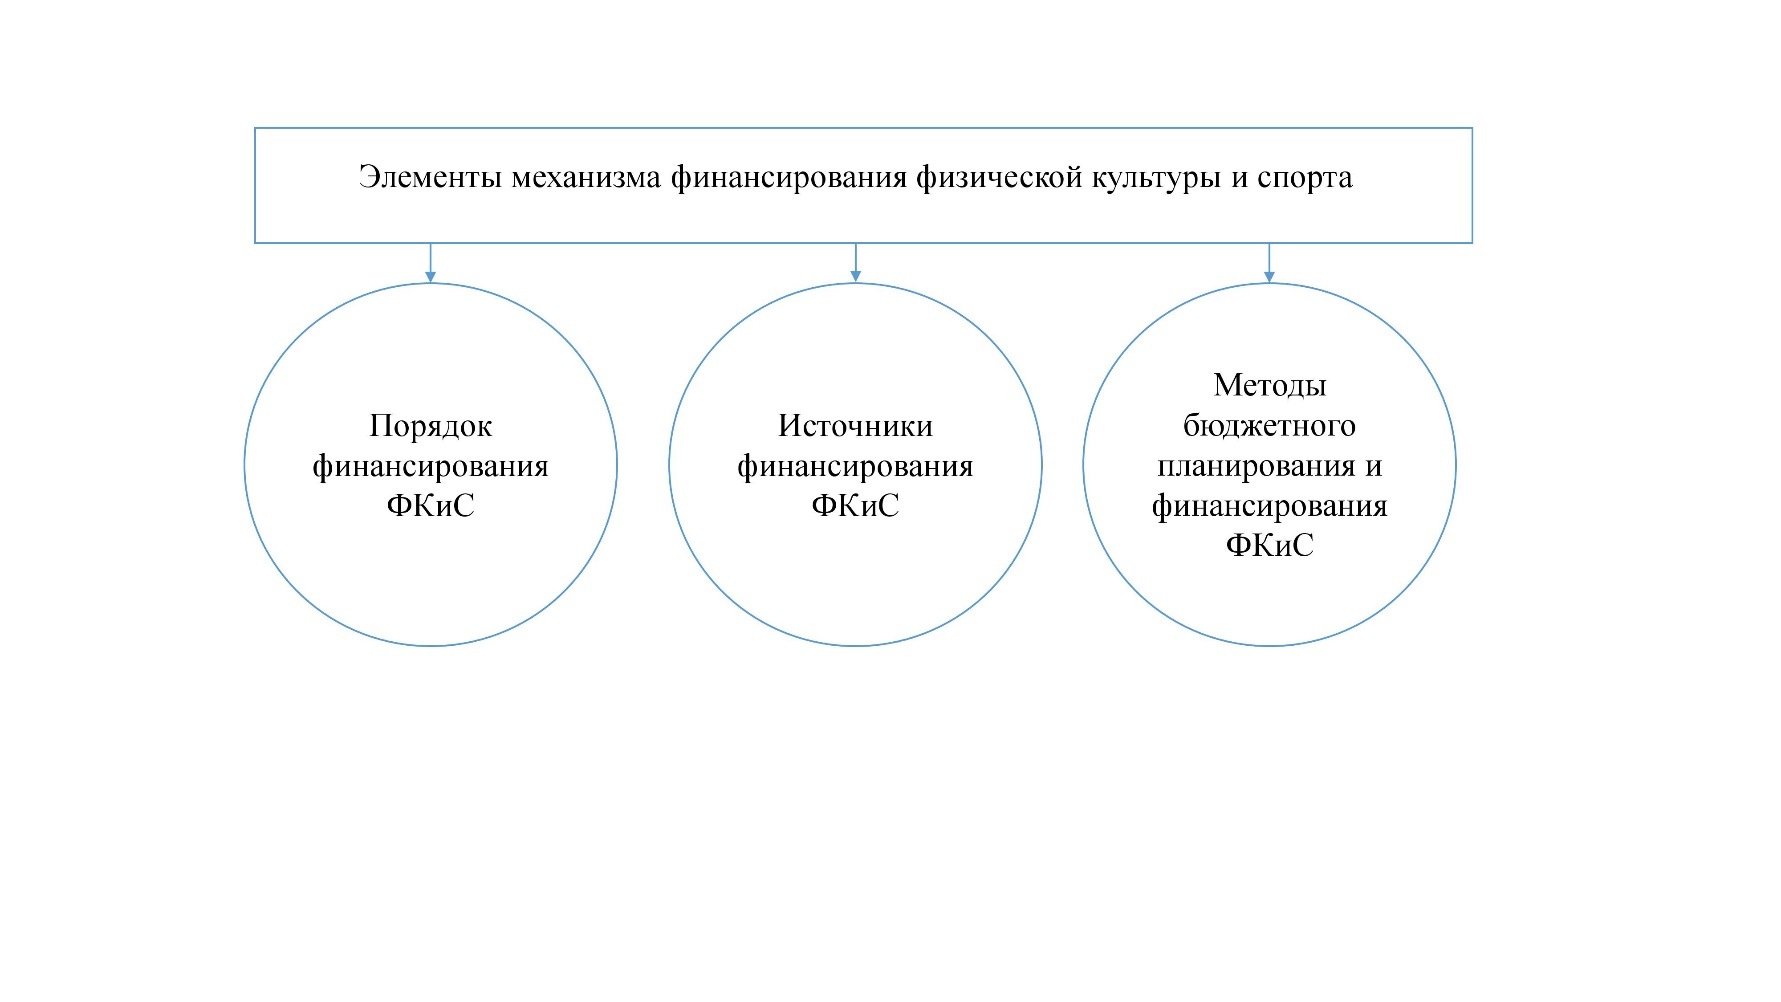 Элементы механизма финансирования физической культуры и спорта
Порядок
финансирования
ФКиС
Источники
финансирования
ФКиС
Методы
бюджетного
планирования и
финансирования
ФКиС